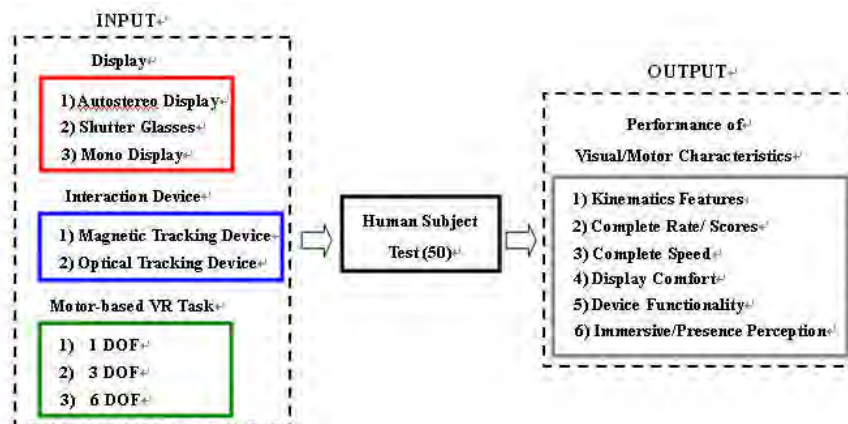 INPUT
Display
1) Autostereo Display
2) Shutter Glasses
3) Mono Display
Interaction Device
1) Magnetic Tracking Device
2) Optical Tracking Device
Motor-based VR Task
1) 1 DOF
2) 3 DOF
3) 6 DOF
Human Subject
Test (50)
OUTPUT
Performance of
Visual/Motor Characteristics
1) Kinematics Features
2) Complete Rate/ Scores
3) Complete Speed
4) Display Comfort
5) Device Functionality
6) Immersive/Presence Perception